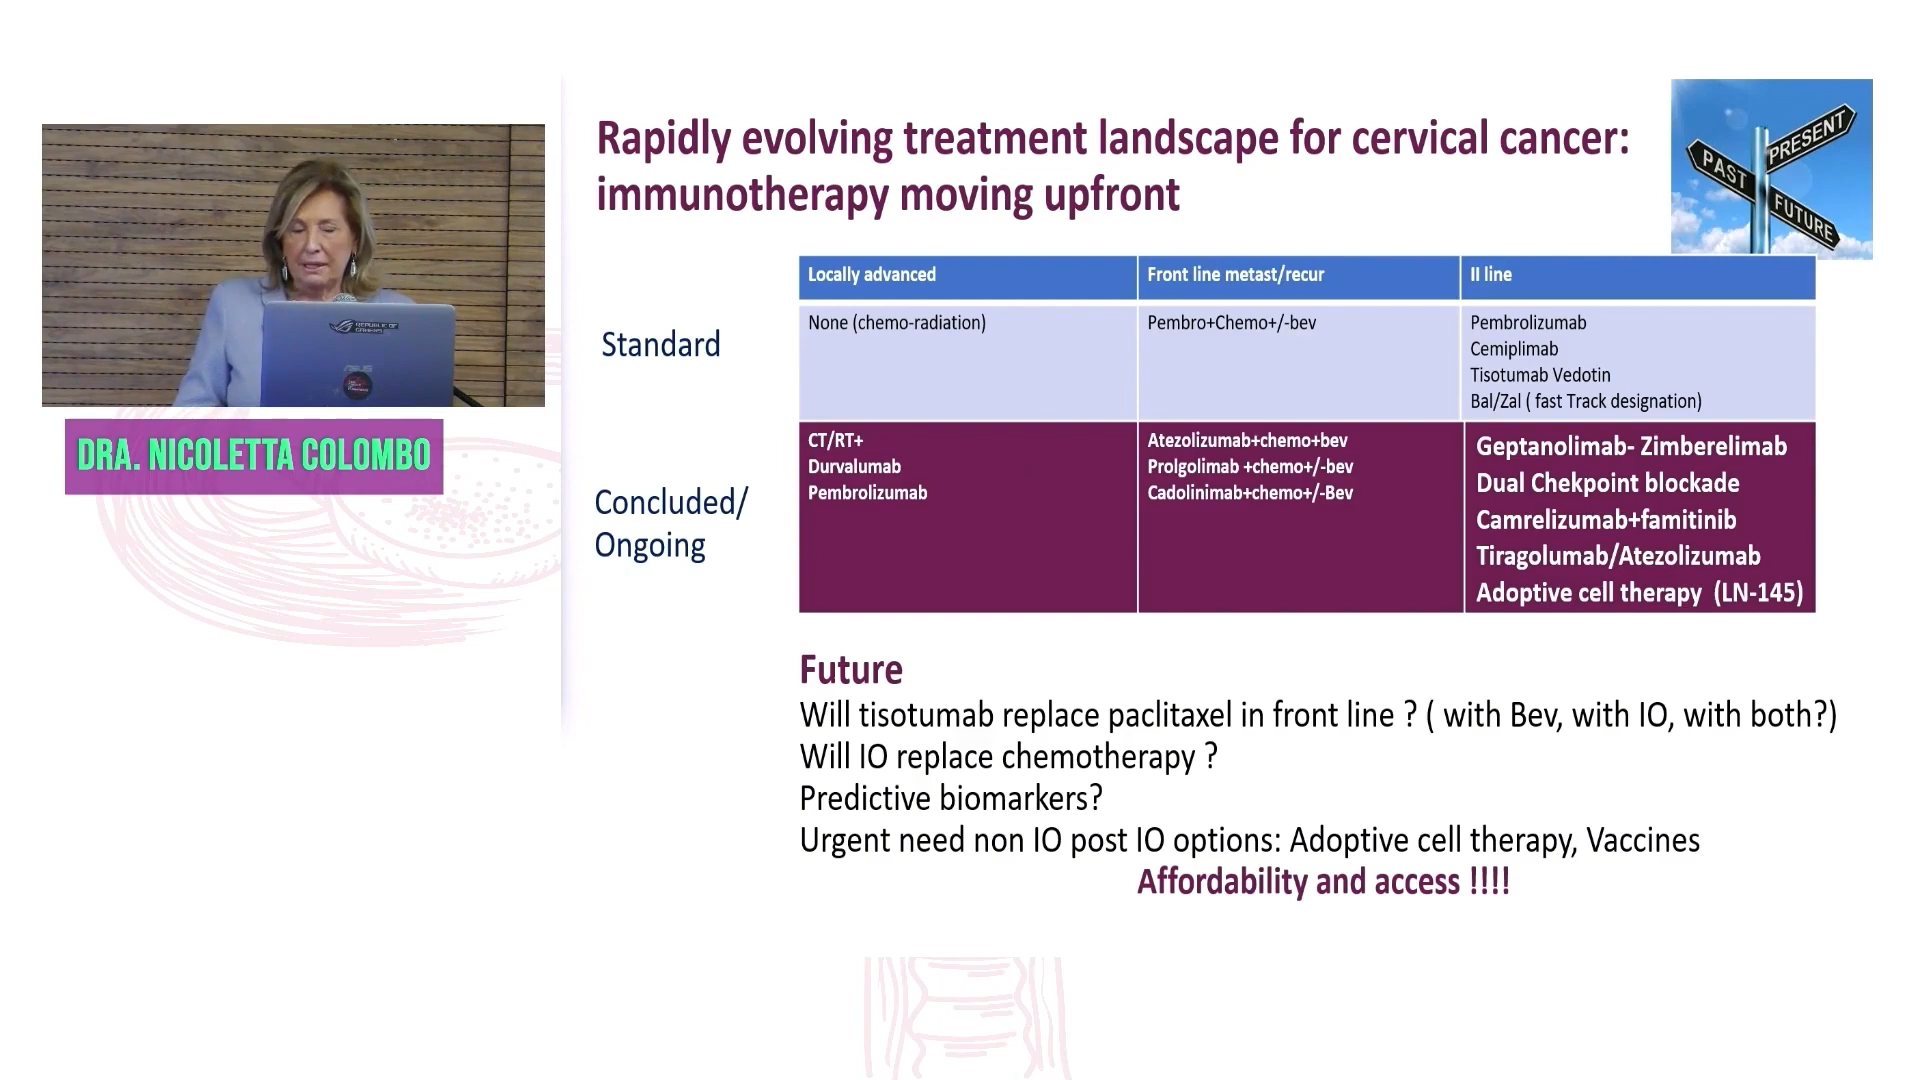 Rapidly evolving treatment landscape for cervical cancer:
immunotherapy moving upfront
PAST
PRESENT
FUTURE
REPUBLIC OF
GAMERS
ASUS
DRA. NICOLETTA COLOMBO
Locally advanced
Front line metast/recur
II line
Standard
None (chemo-radiation)
Pembro+Chemo+/-bev
Pembrolizumab
Cemiplimab
Tisotumab Vedotin
Bal/Zal ( fast Track designation)
Concluded/
Ongoing
CT/RT+
Durvalumab
Pembrolizumab
Atezolizumab+chemo+bev
Prolgolimab +chemo+/-bev
Cadolinimab+chemo+/-Bev
Geptanolimab- Zimberelimab
Dual Chekpoint blockade
Camrelizumab+famitinib
Tiragolumab/Atezolizumab
Adoptive cell therapy (LN-145)
Future
Will tisotumab replace paclitaxel in front line ? ( with Bev, with IO, with both?)
Will IO replace chemotherapy ?
Predictive biomarkers?
Urgent need non IO post IO options: Adoptive cell therapy, Vaccines
Affordability and access !!!!